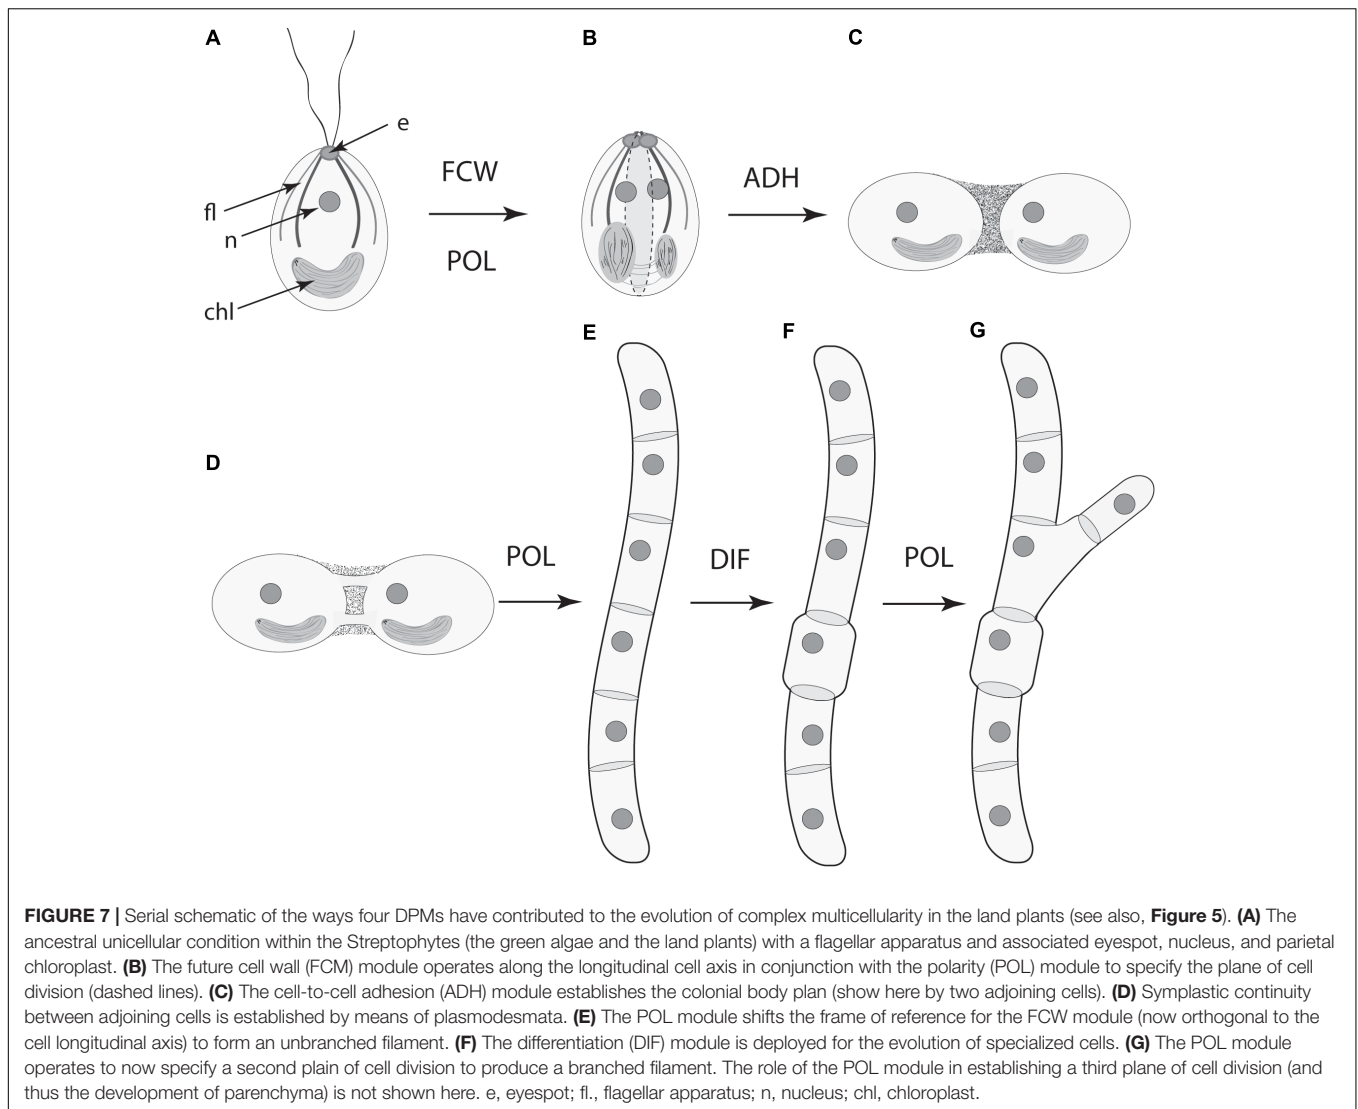 A
B
C
e
FCW
ADH
fl
n
POL
chl
E
F
G
D
POL
DIF
POL
FIGURE 7 | Serial schematic of the ways four DPMs have contributed to the evolution of complex multicellularity in the land plants (see also, Figure 5). (A) The
ancestral unicellular condition within the Streptophytes (the green algae and the land plants) with a flagellar apparatus and associated eyespot, nucleus, and parietal
chloroplast. (B) The future cell wall (FCM) module operates along the longitudinal cell axis in conjunction with the polarity (POL) module to specify the plane of cell
division (dashed lines). (C) The cell-to-cell adhesion (ADH) module establishes the colonial body plan (show here by two adjoining cells). (D) Symplastic continuity
between adjoining cells is established by means of plasmodesmata. (E) The POL module shifts the frame of reference for the FCW module (now orthogonal to the
cell longitudinal axis) to form an unbranched filament. (F) The differentiation (DIF) module is deployed for the evolution of specialized cells. (G) The POL module
operates to now specify a second plain of cell division to produce a branched filament. The role of the POL module in establishing a third plane of cell division (and
thus the development of parenchyma) is not shown here. e, eyespot; fl., flagellar apparatus; n, nucleus; chl, chloroplast.